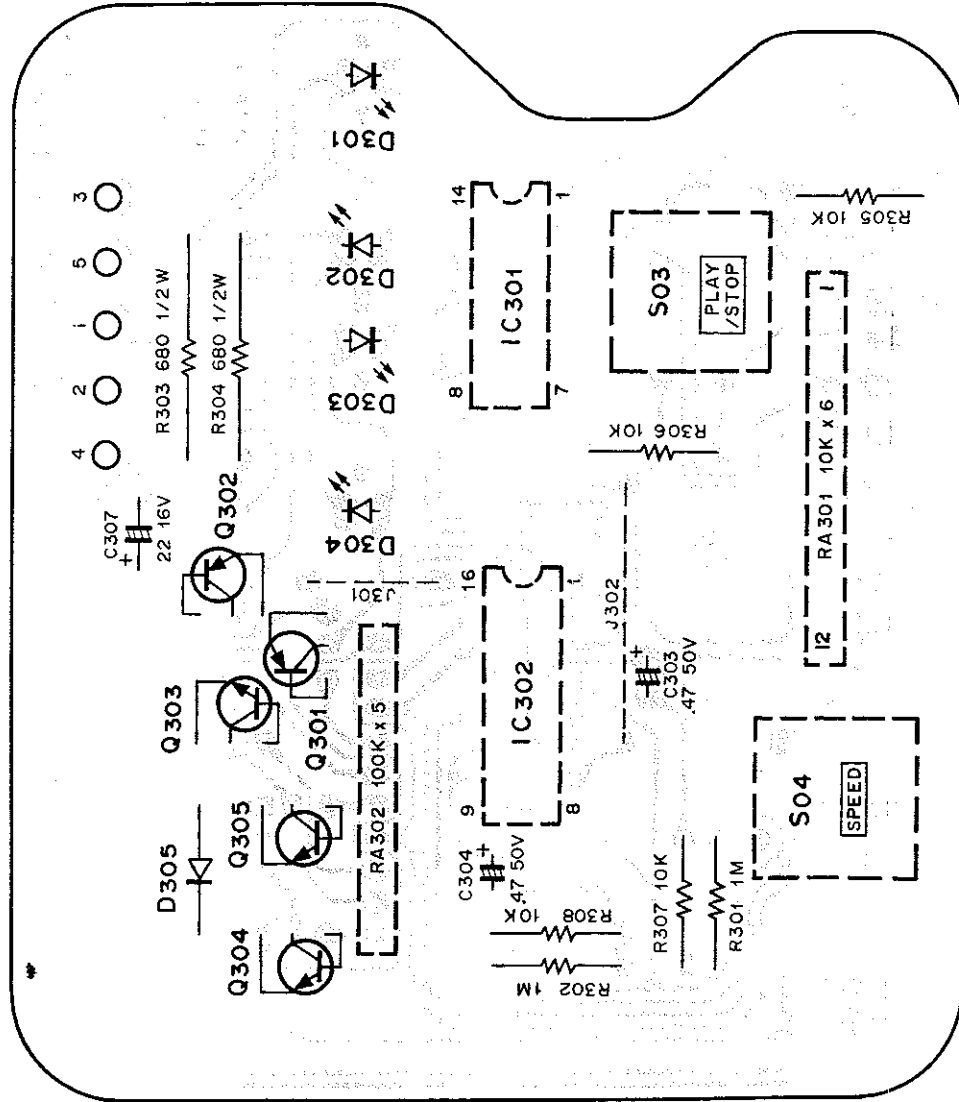 D301
3
5
1
2
4
R303 680 1/2W
R304 680 1/2W
D302
D303
D304
C307
+
22 16V
Q302
Q303
Q301
D305
Q305
Q304
J301
RA302 100K x 5
14
1
IC301
8
7
16
1
IC302
9
8
S03
PLAY
/STOP
R305 10K
R306 10K
J302
1
RA301 10K x 6
12
+
C303
.47 50V
C304
+
.47 50V
R308 10K
R302 1M
R307 10K
R301 1M
S04
SPEED